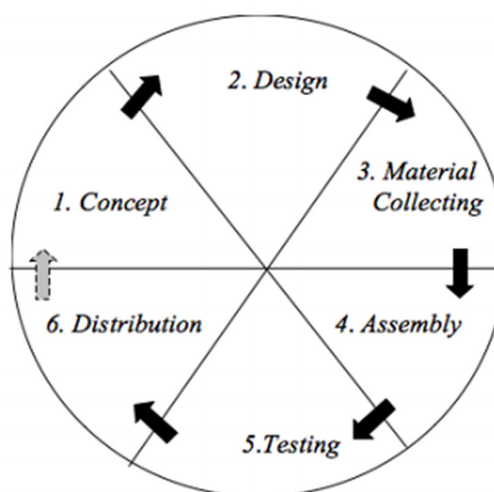 1. Concept
2. Design
3. Material
Collecting
4. Assembly
5.Testing
6. Distribution